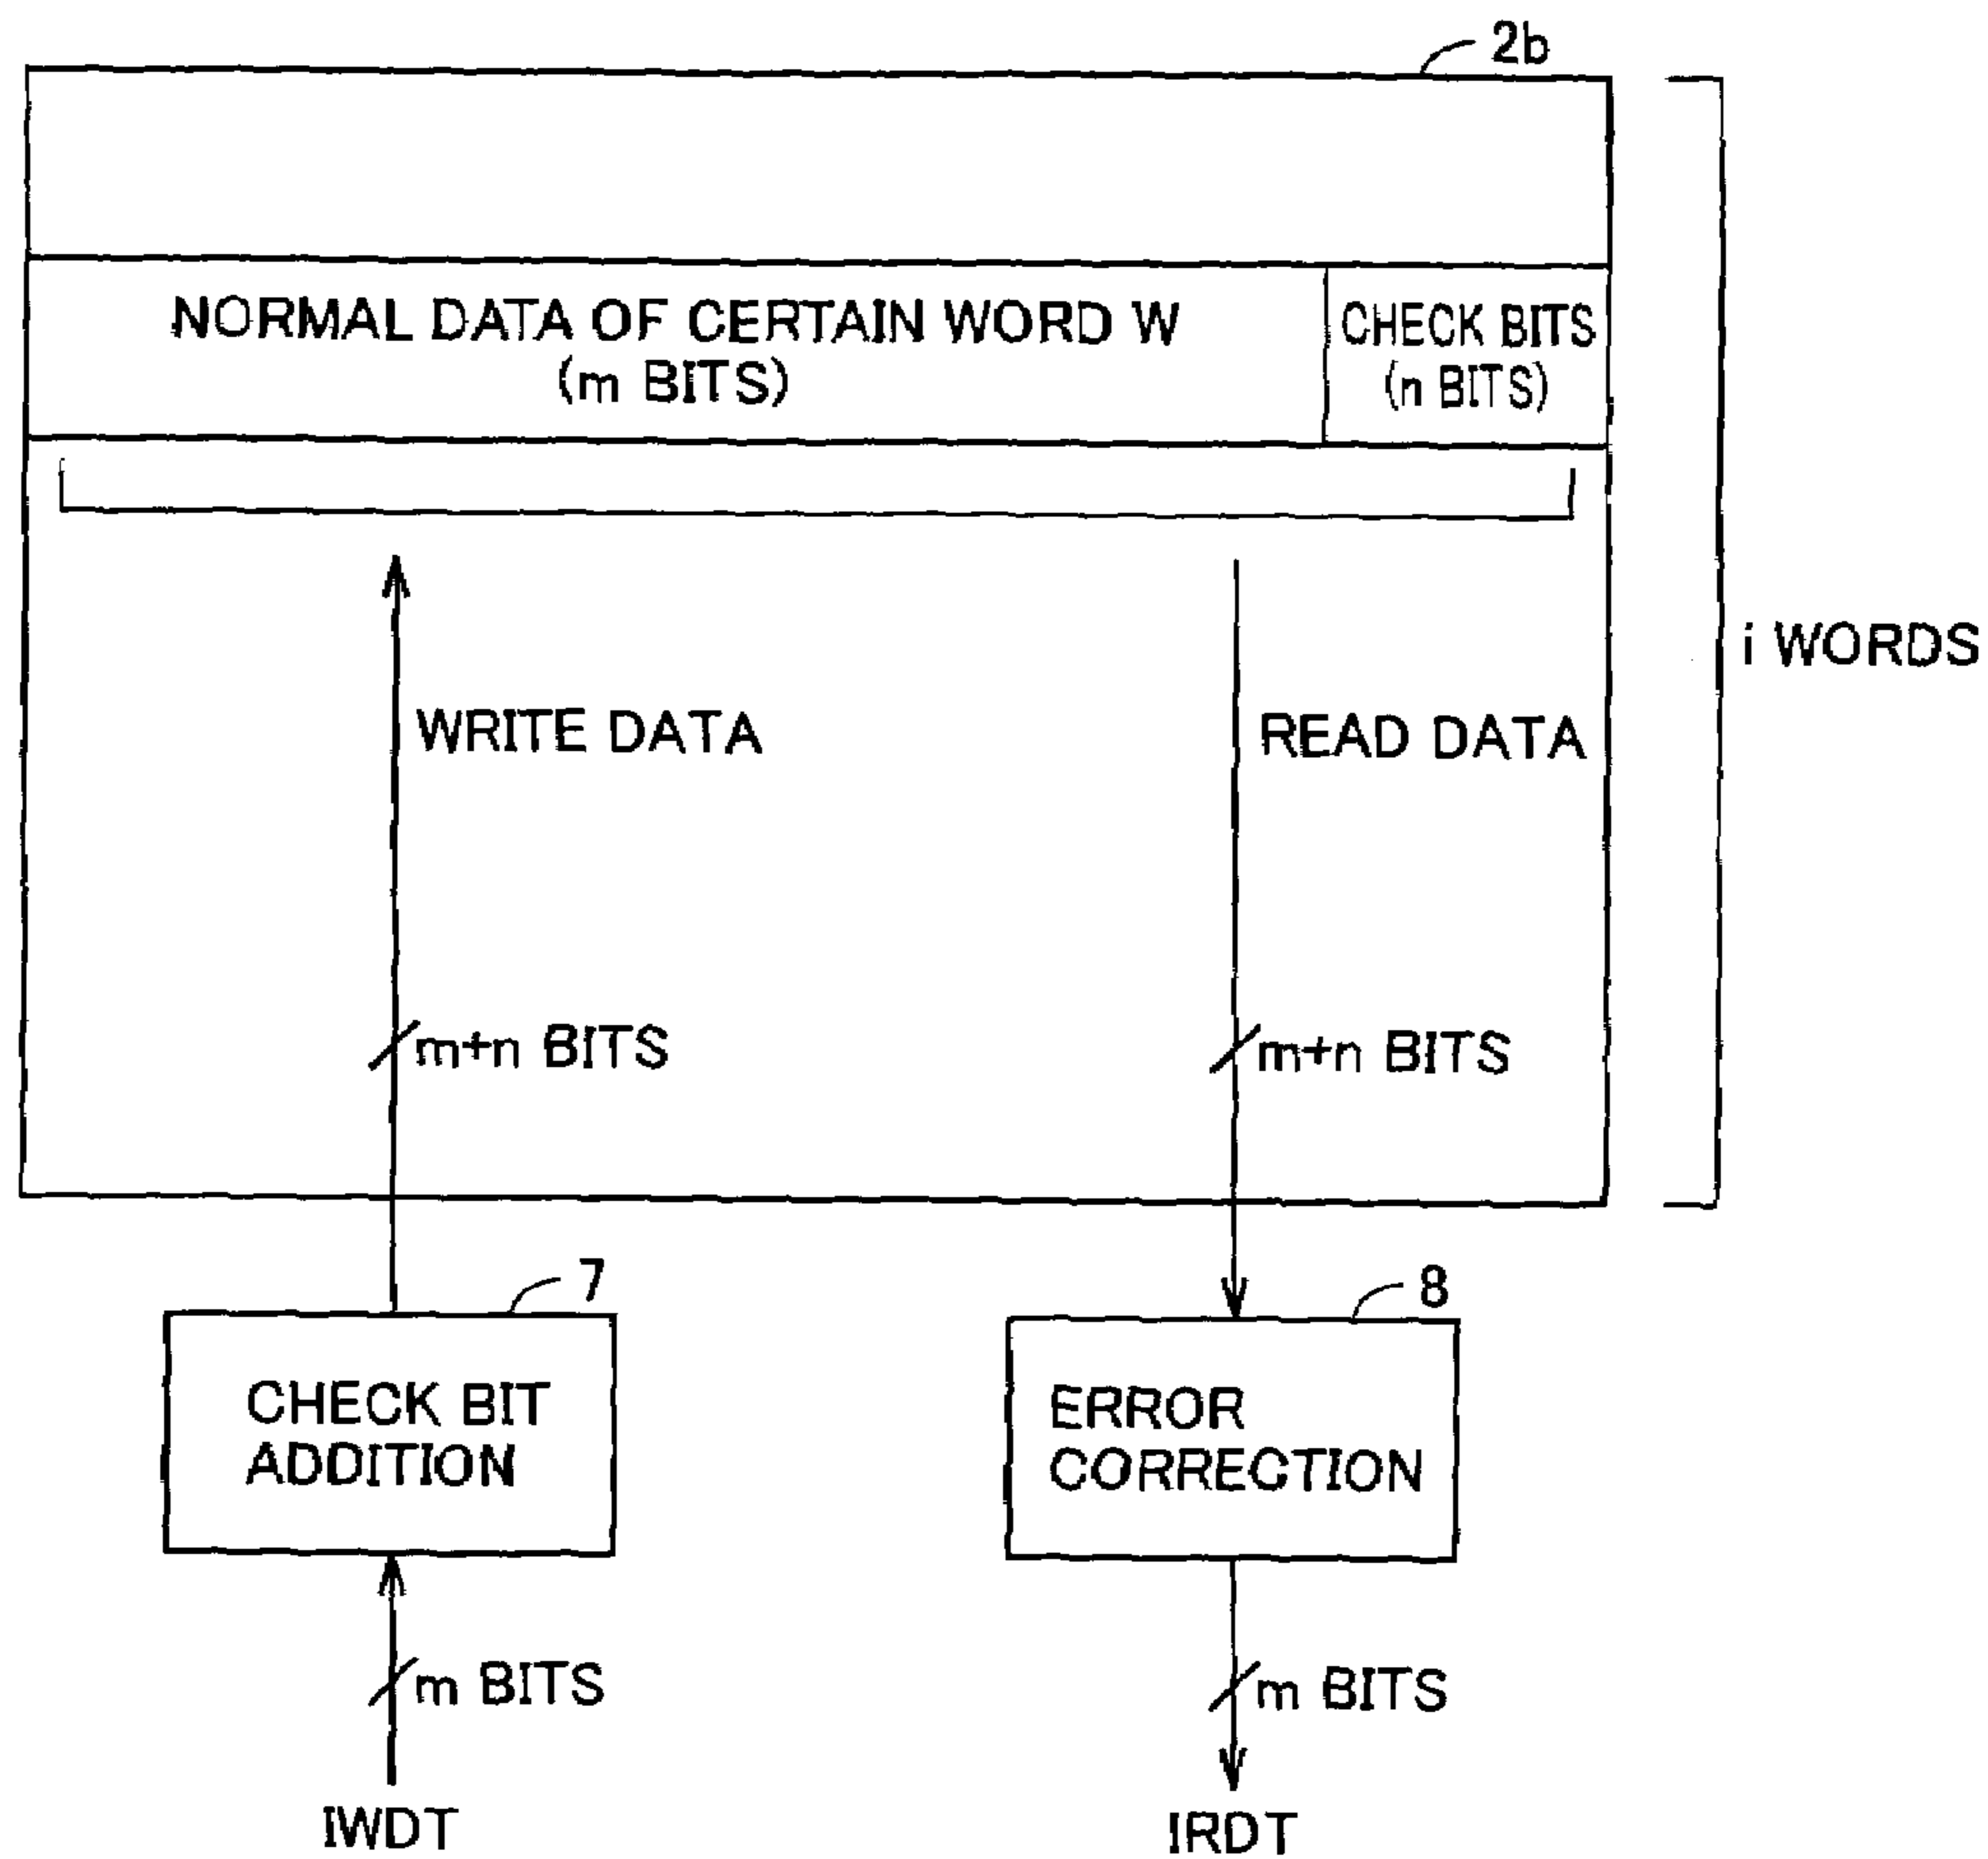 2b
NORMAL DATA OF CERTAIN WORD W
(m BITS)
CHECK BITS
(n BITS)
i WORDS
WRITE DATA
READ DATA
m+n BITS
m+n BITS
7
8
CHECK BIT
ADDITION
ERROR
CORRECTION
m BITS
m BITS
IWDT
IRDT